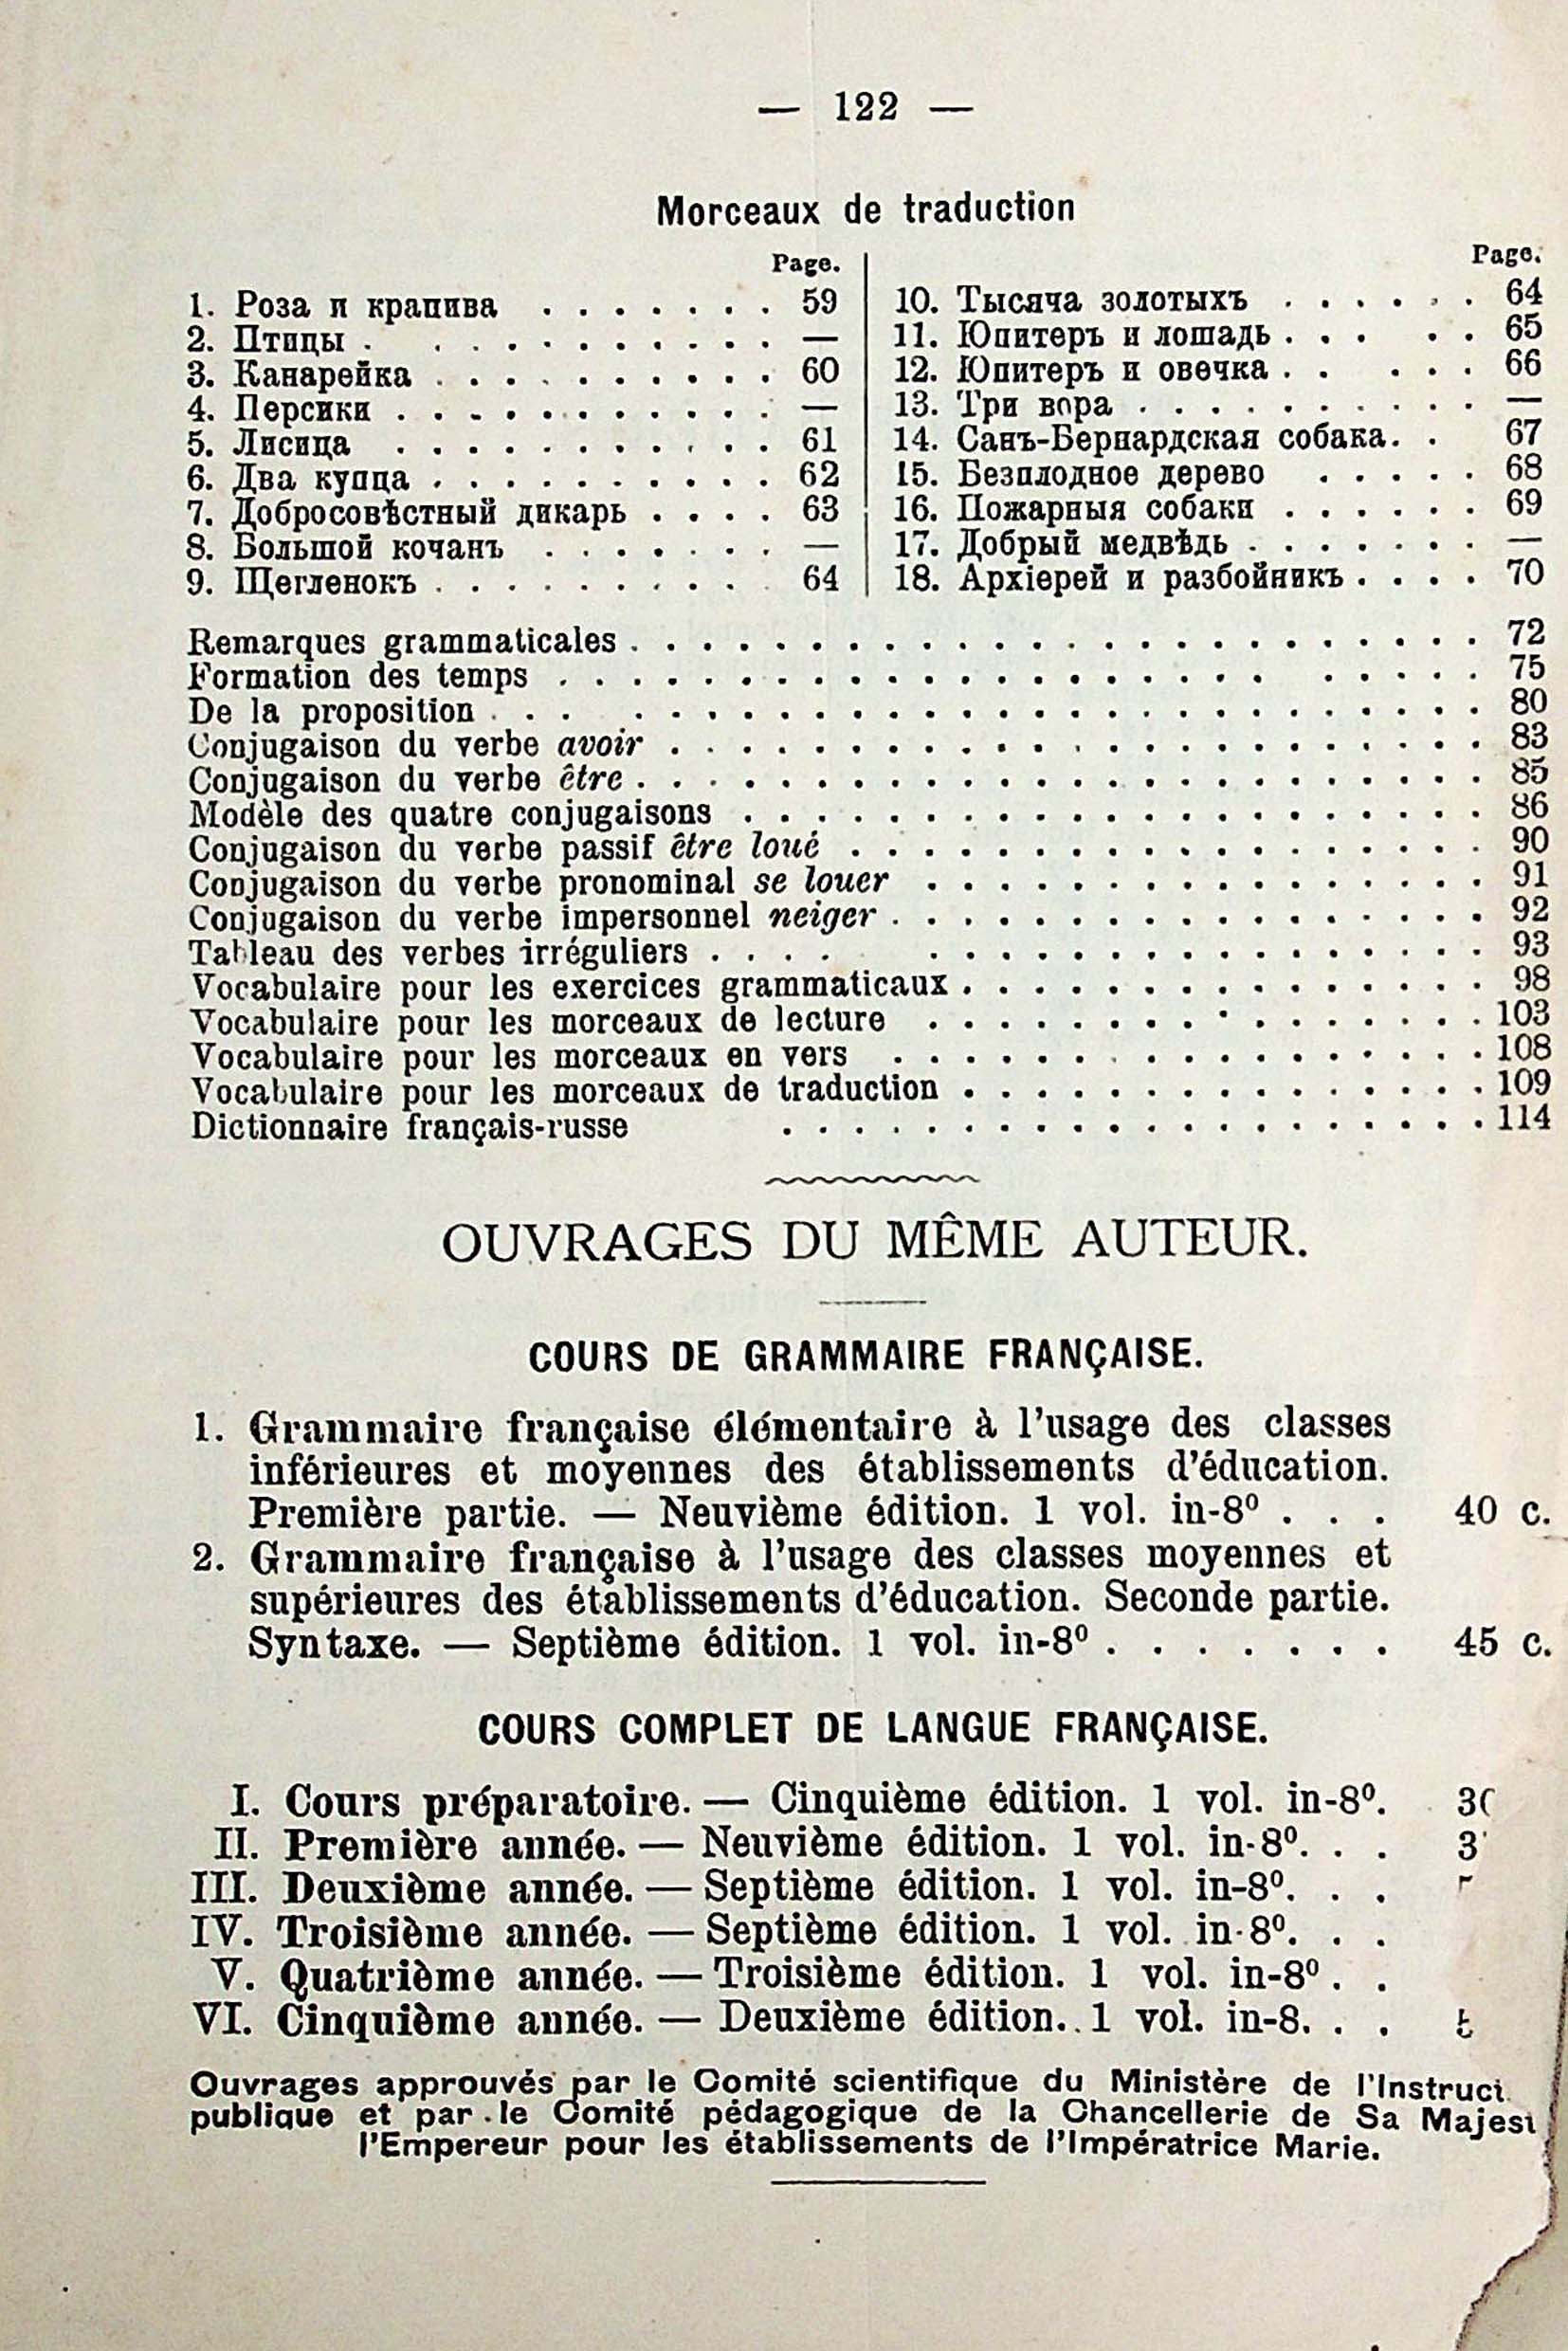 — 122 —
Morceaux de traduction
Page.
1. Роза и крапива . . . . . . . 59
2. Птицы . . . . . . . . . . . —
3. Канарейка . . . . . . . . . . 60
4. Персики . . . . . . . . . . . —
5. Лисица . . . . . . . . . . . 61
6. Два купца . . . . . . . . . . 62
7. Добросовѣстный дикарь . . . . 63
8. Большой кочанъ . . . . . . . —
9. Щегленокъ . . . . . . . . . . 64
Page.
10. Тысяча золотыхъ . . . . . . 64
11. Юпитеръ и лошадь . . . . . 65
12. Юпитеръ и овечка . . . . . 66
13. Три вора . . . . . . . . . . —
14. Санъ-Бернардская собака. . 67
15. Безплодное дерево . . . . . 68
16. Пожарныя собаки . . . . . . 69
17. Добрый медвѣдь . . . . . . . —
18. Архіерей и разбойникъ . . . . 70
Remarques grammaticales . . . . . . . . . . . . . . . . . . . . . . . . 72
Formation des temps . . . . . . . . . . . . . . . . . . . . . . . . . 75
De la proposition . . . . . . . . . . . . . . . . . . . . . . . . . . 80
Conjugaison du verbe avoir . . . . . . . . . . . . . . . . . . . . . . . 83
Conjugaison du verbe être . . . . . . . . . . . . . . . . . . . . . . . . 85
Modèle des quatre conjugaisons . . . . . . . . . . . . . . . . . . . . . 86
Conjugaison du verbe passif être loué . . . . . . . . . . . . . . . . . . 90
Conjugaison du verbe pronominal se louer . . . . . . . . . . . . . . . . 91
Conjugaison du verbe impersonnel neiger . . . . . . . . . . . . . . . . . 92
Tableau des verbes irréguliers . . . . . . . . . . . . . . . . . . . . 93
Vocabulaire pour les exercices grammaticaux . . . . . . . . . . . . . . . 98
Vocabulaire pour les morceaux de lecture . . . . . . . . . . . . . . . . 103
Vocabulaire pour les morceaux en vers . . . . . . . . . . . . . . . . . 108
Vocabulaire pour les morceaux de traduction . . . . . . . . . . . . . . . 109
Dictionnaire français-russe . . . . . . . . . . . . . . . . . . . . 114
OUVRAGES DU MÊME AUTEUR.
COURS DE GRAMMAIRE FRANÇAISE.
1. Grammaire française élémentaire à l'usage des classes
inférieures et moyennes des établissements d'éducation.
Première partie. — Neuvième édition. 1 vol. in-8⁰ . . . 40 c.
2. Grammaire française à l'usage des classes moyennes et
supérieures des établissements d'éducation. Seconde partie.
Syntaxe. — Septième édition. 1 vol. in-8⁰ . . . . . . . 45 c.
COURS COMPLET DE LANGUE FRANÇAISE.
I. Cours préparatoire. — Cinquième édition. 1 vol. in-8⁰.
II. Première année. — Neuvième édition. 1 vol. in-8⁰. . .
III. Deuxième année. — Septième édition. 1 vol. in-8⁰. . .
IV. Troisième année. — Septième édition. 1 vol. in-8⁰. . .
V. Quatrième année. — Troisième édition. 1 vol. in-8⁰ . .
VI. Cinquième année. — Deuxième édition. . 1 vol. in-8. . .
Ouvrages approuvés par le Comité scientifique du Ministère de l'Instruct
publique et par le Comité pédagogique de la Chancellerie de Sa Majest
l'Empereur pour les établissements de l'Impératrice Marie.